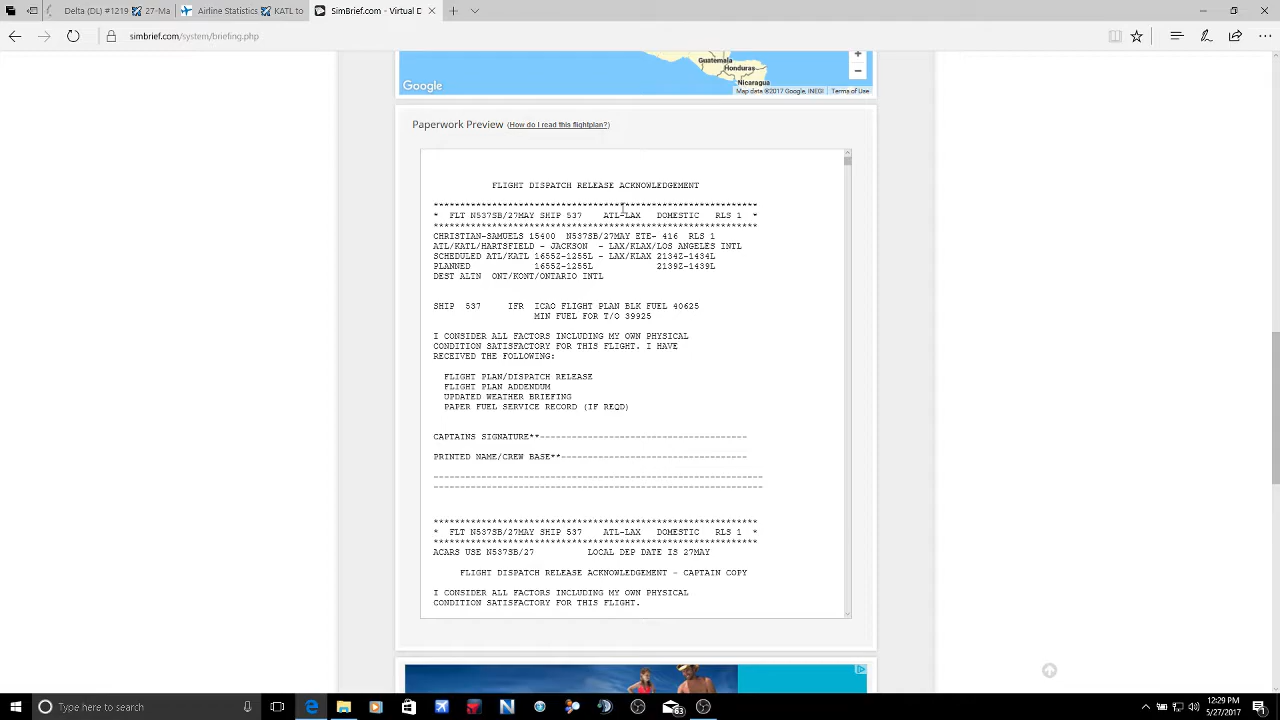 Delta (DL) #1219
27-Ma
Airline Statistics
KATL to
SimBrief.com - Virtual D
simbrief.com/system/briefing.php
Guatemala
Honduras
Nicaragua
Google
Map data ©2017 Google, INEGI
Terms of Use
Paperwork Preview (How do I read this flightplan?)
FLIGHT DISPATCH RELEASE ACKNOWLEDGEMENT
*************************************************************
* FLT N537SB/27MAY SHIP 537 ATL-LAX DOMESTIC RLS 1 *
*************************************************************
CHRISTIAN-SAMUELS 15400 N537SB/27MAY ETE- 416 RLS 1
ATL/KATL/HARTSFIELD - JACKSON - LAX/KLAX/LOS ANGELES INTL
SCHEDULED ATL/KATL 1655Z-1255L - LAX/KLAX 2134Z-1434L
PLANNED 1655Z-1255L 2139Z-1439L
DEST ALTN ONT/KONT/ONTARIO INTL
SHIP 537 IFR ICAO FLIGHT PLAN BLK FUEL 40625
MIN FUEL FOR T/O 39925
I CONSIDER ALL FACTORS INCLUDING MY OWN PHYSICAL
CONDITION SATISFACTORY FOR THIS FLIGHT. I HAVE
RECEIVED THE FOLLOWING:
FLIGHT PLAN/DISPATCH RELEASE
FLIGHT PLAN ADDENDUM
UPDATED WEATHER BRIEFING
PAPER FUEL SERVICE RECORD (IF REQD)
CAPTAINS SIGNATURE**---------------------------------------
PRINTED NAME/CREW BASE**-----------------------------------
--------------------------------------------------------------
--------------------------------------------------------------
*************************************************************
* FLT N537SB/27MAY SHIP 537 ATL-LAX DOMESTIC RLS 1 *
*************************************************************
ACARS USE N537SB/27 LOCAL DEP DATE IS 27MAY
FLIGHT DISPATCH RELEASE ACKNOWLEDGEMENT - CAPTAIN COPY
I CONSIDER ALL FACTORS INCLUDING MY OWN PHYSICAL
CONDITION SATISFACTORY FOR THIS FLIGHT.
Type here to search
63
12:29 PM
5/27/2017